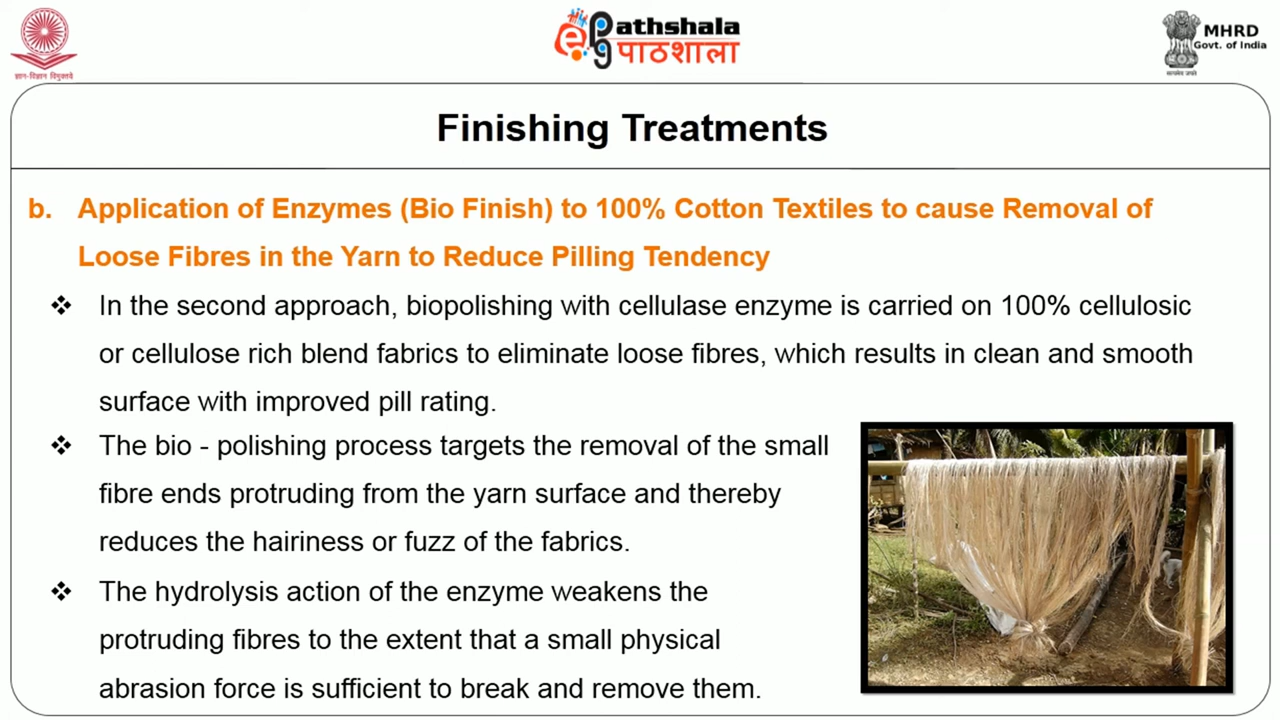 ज्ञान-विज्ञान विमुक्तये
ePathshala
पाठशाला
MHRD
Govt. of India
सत्यमेव जयते
Finishing Treatments
b. Application of Enzymes (Bio Finish) to 100% Cotton Textiles to cause Removal of
Loose Fibres in the Yarn to Reduce Pilling Tendency
❖ In the second approach, biopolishing with cellulase enzyme is carried on 100% cellulosic
or cellulose rich blend fabrics to eliminate loose fibres, which results in clean and smooth
surface with improved pill rating.
❖ The bio - polishing process targets the removal of the small
fibre ends protruding from the yarn surface and thereby
reduces the hairiness or fuzz of the fabrics.
❖ The hydrolysis action of the enzyme weakens the
protruding fibres to the extent that a small physical
abrasion force is sufficient to break and remove them.